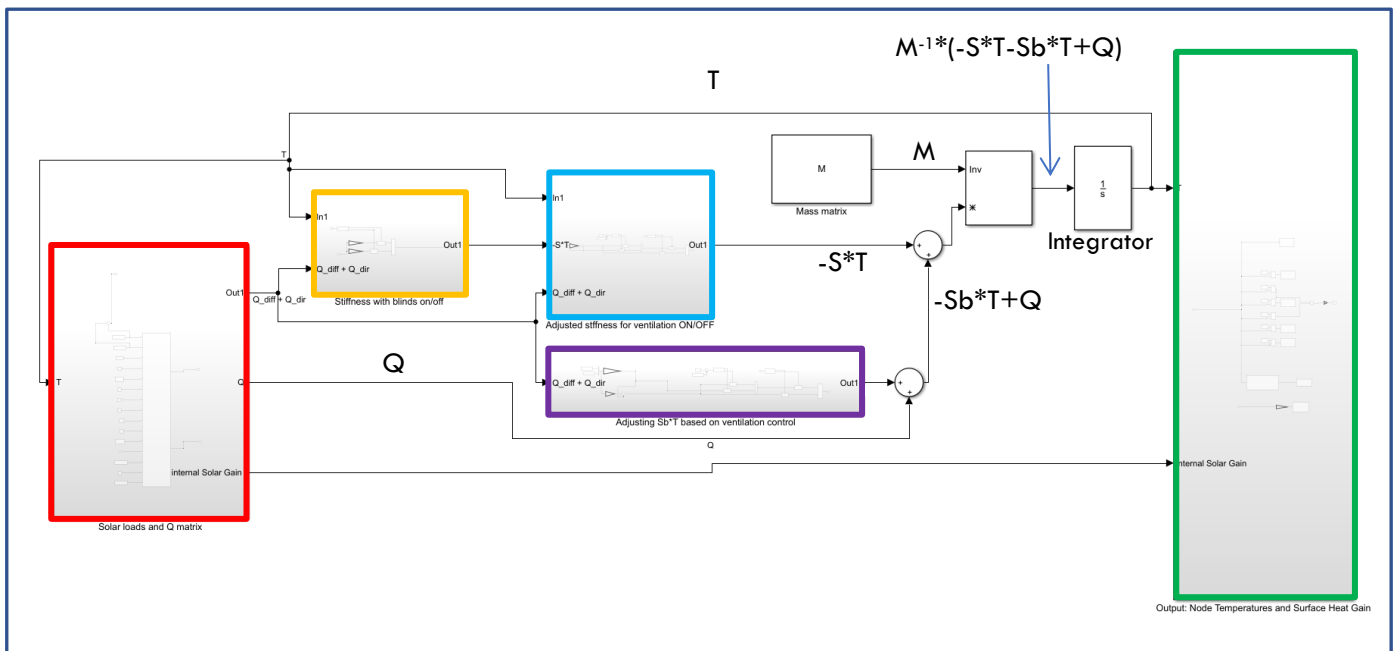 M⁻¹*(-S*T-Sb*T+Q)
T
T
M
M
Mass matrix
Inv
1
s
T
Integrator
In1
Out1
Q_diff + Q_dir
Stiffness with blinds on/off
In1
-S*T
Out1
Q_diff + Q_dir
Adjusted stffness for ventilation ON/OFF
-S*T
+
+
-Sb*T+Q
Out1
Q_diff + Q_dir
T
Q
Internal Solar Gain
Solar loads and Q matrix
Q
Q_diff + Q_dir
Out1
Adjusting Sb*T based on ventilation control
+
+
Q
Internal Solar Gain
Output: Node Temperatures and Surface Heat Gain